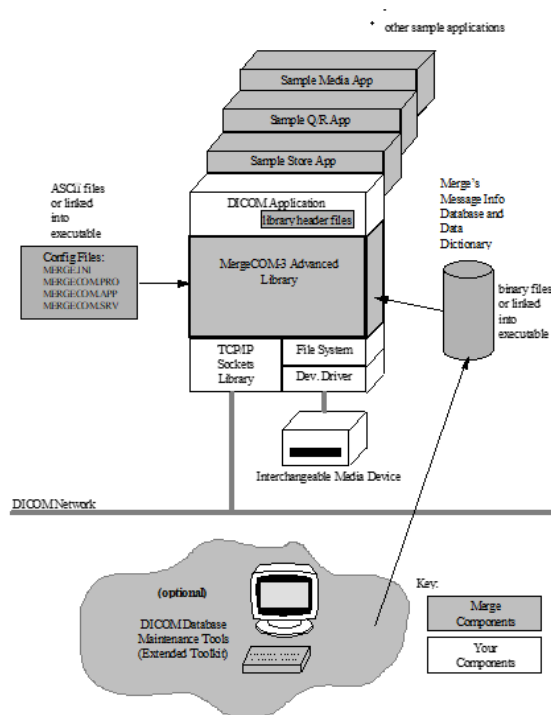 other sample applications
Sample Media App
Sample Q/R App
Sample Store App
ASCII files
or linked
into
executable
DICOM Application
library header files
Merge's
Message Info
Database and
Data
Dictionary
Config Files:
MERGE.INI
MERGECOM.PRO
MERGECOM.APP
MERGECOM.SRV
MergeCOM-3 Advanced
Library
binary files
or linked
into
executable
TCP/IP
Sockets
Library
File System
Dev. Driver
Interchangeable Media Device
DICOM Network
(optional)
DICOM Database
Maintenance Tools
(Extended Toolkit)
Key:
Merge
Components
Your
Components